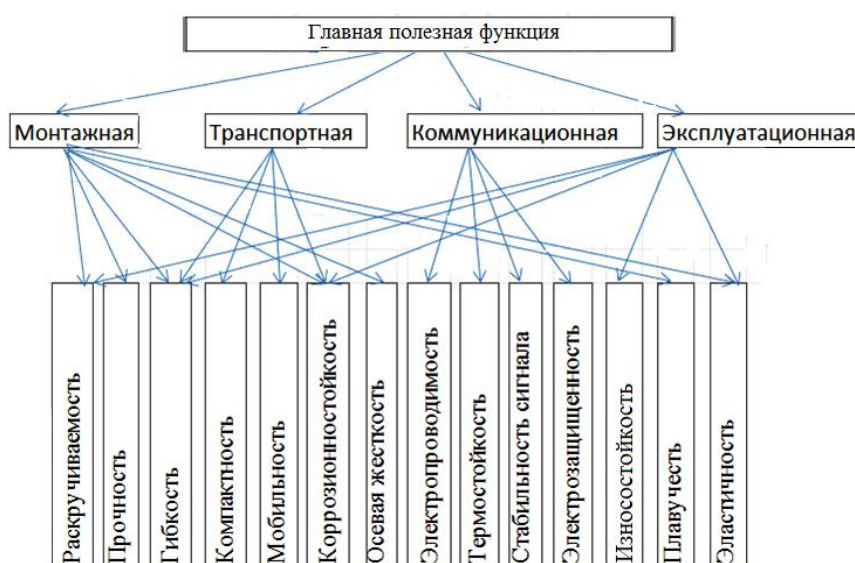 Главная полезная функция
Монтажная
Транспортная
Коммуникационная
Эксплуатационная
Раскручиваемость
Прочность
Гибкость
Компактность
Мобильность
Коррозионностойкость
Осевая жесткость
Электропроводимость
Термостойкость
Стабильность сигнала
Электрозащищенность
Износостойкость
Плавучесть
Эластичность